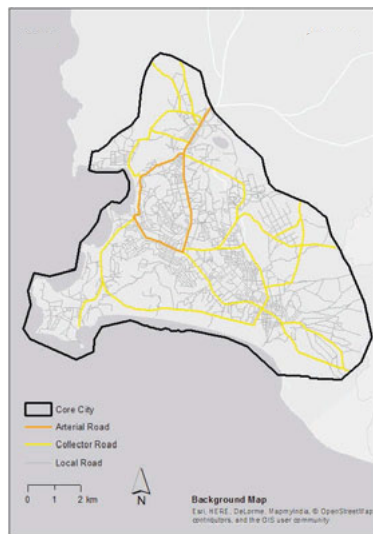 Core City
Arterial Road
Collector Road
Local Road
0 1 2 km
N
Background Map
Esri, HERE, DeLorme, MapmyIndia, © OpenStreetMap
contributors, and the GIS user community